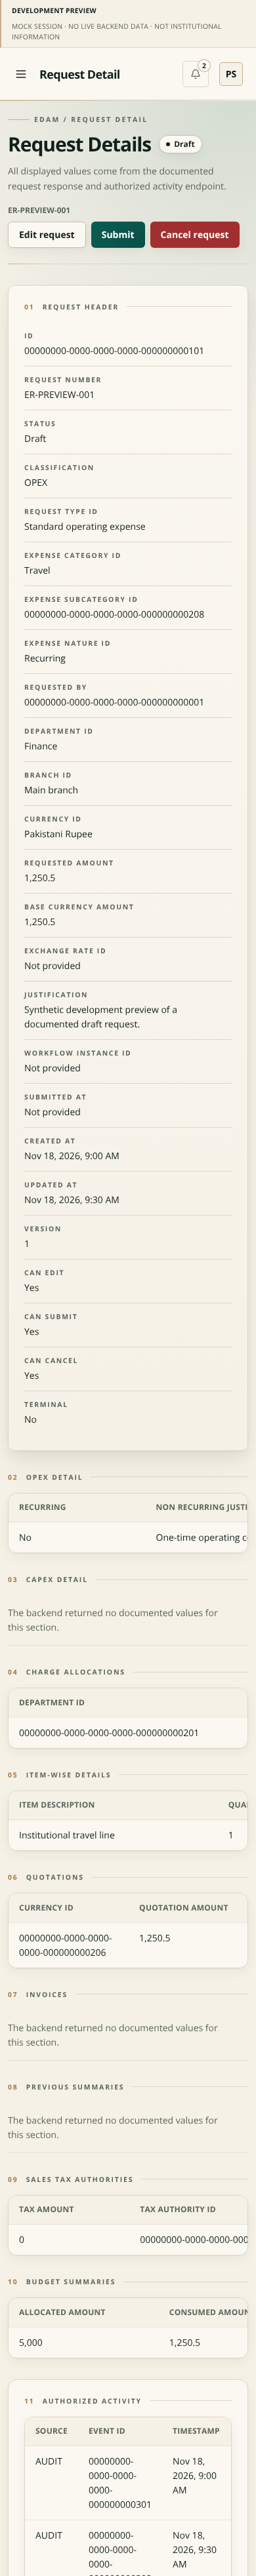 DEVELOPMENT PREVIEW
MOCK SESSION · NO LIVE BACKEND DATA · NOT INSTITUTIONAL
INFORMATION
Request Detail
2
PS
EDAM / REQUEST DETAIL
Request Details
Draft
All displayed values come from the documented
request response and authorized activity endpoint.
ER-PREVIEW-001
Edit request
Submit
Cancel request
01 REQUEST HEADER
ID
00000000-0000-0000-0000-000000000101
REQUEST NUMBER
ER-PREVIEW-001
STATUS
Draft
CLASSIFICATION
OPEX
REQUEST TYPE ID
Standard operating expense
EXPENSE CATEGORY ID
Travel
EXPENSE SUBCATEGORY ID
00000000-0000-0000-0000-000000000208
EXPENSE NATURE ID
Recurring
REQUESTED BY
00000000-0000-0000-0000-000000000001
DEPARTMENT ID
Finance
BRANCH ID
Main branch
CURRENCY ID
Pakistani Rupee
REQUESTED AMOUNT
1,250.5
BASE CURRENCY AMOUNT
1,250.5
EXCHANGE RATE ID
Not provided
JUSTIFICATION
Synthetic development preview of a
documented draft request.
WORKFLOW INSTANCE ID
Not provided
SUBMITTED AT
Not provided
CREATED AT
Nov 18, 2026, 9:00 AM
UPDATED AT
Nov 18, 2026, 9:30 AM
VERSION
1
CAN EDIT
Yes
CAN SUBMIT
Yes
CAN CANCEL
Yes
TERMINAL
No
02 OPEX DETAIL
RECURRING NON RECURRING JUSTI
No One-time operating c
03 CAPEX DETAIL
The backend returned no documented values for
this section.
04 CHARGE ALLOCATIONS
DEPARTMENT ID
00000000-0000-0000-0000-000000000201
05 ITEM-WISE DETAILS
ITEM DESCRIPTION QUA
Institutional travel line 1
06 QUOTATIONS
CURRENCY ID QUOTATION AMOUNT
00000000-0000-0000- 1,250.5
0000-000000000206
07 INVOICES
The backend returned no documented values for
this section.
08 PREVIOUS SUMMARIES
The backend returned no documented values for
this section.
09 SALES TAX AUTHORITIES
TAX AMOUNT TAX AUTHORITY ID
0 00000000-0000-0000-000
10 BUDGET SUMMARIES
ALLOCATED AMOUNT CONSUMED AMOUN
5,000 1,250.5
11 AUTHORIZED ACTIVITY
SOURCE EVENT ID TIMESTAMP
AUDIT 00000000- Nov 18,
0000-0000- 2026, 9:00
0000- AM
000000000301
AUDIT 00000000- Nov 18,
0000-0000- 2026, 9:30
0000- AM